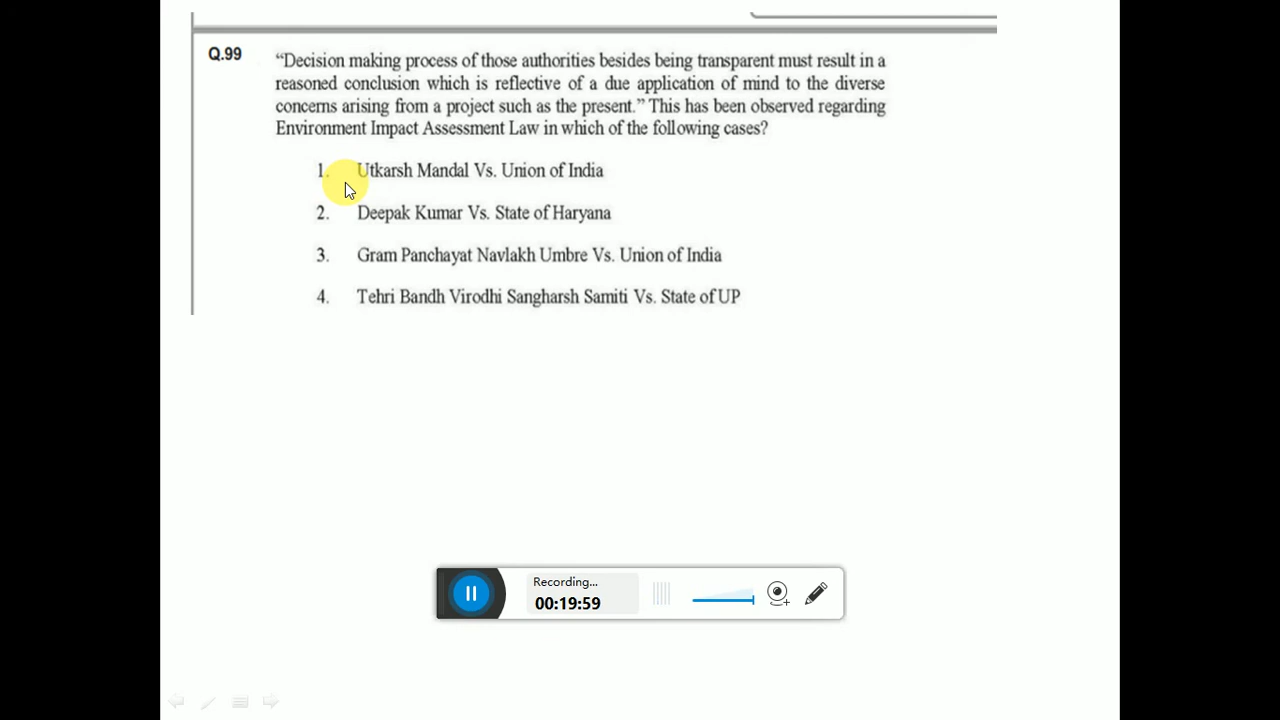 Q.99
“Decision making process of those authorities besides being transparent must result in a
reasoned conclusion which is reflective of a due application of mind to the diverse
concerns arising from a project such as the present.” This has been observed regarding
Environment Impact Assessment Law in which of the following cases?
1. Utkarsh Mandal Vs. Union of India
2. Deepak Kumar Vs. State of Haryana
3. Gram Panchayat Navlakh Umbre Vs. Union of India
4. Tehri Bandh Virodhi Sangharsh Samiti Vs. State of UP
Recording...
00:19:59